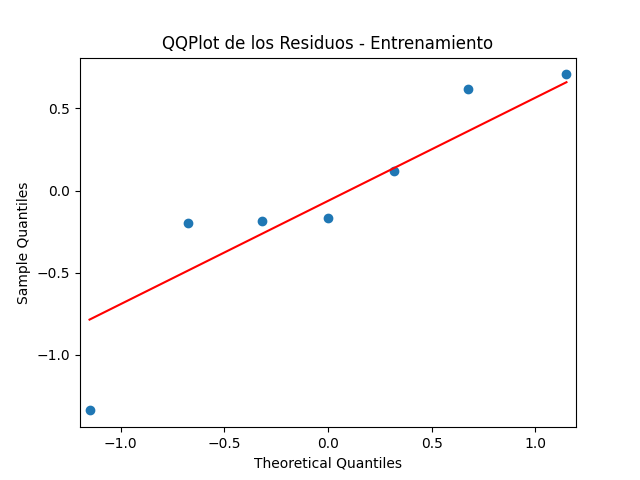 QQPlot de los Residuos - Entrenamiento
Sample Quantiles
0.5
0.0
−0.5
−1.0
−1.0 −0.5 0.0 0.5 1.0
Theoretical Quantiles